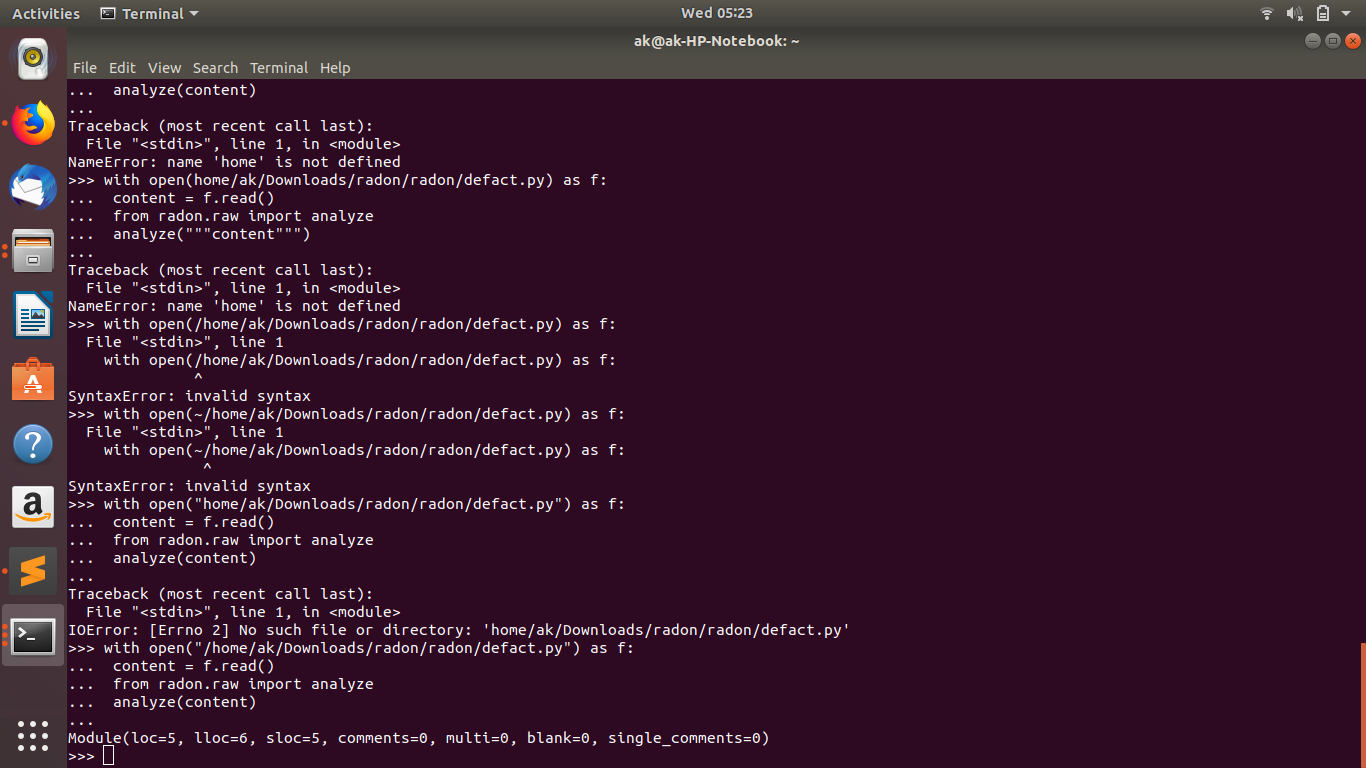 Activities Terminal Wed 05:23
ak@ak-HP-Notebook: ~
File Edit View Search Terminal Help
...  analyze(content)
...
Traceback (most recent call last):
  File "<stdin>", line 1, in <module>
NameError: name 'home' is not defined
>>> with open(home/ak/Downloads/radon/radon/defact.py) as f:
...  content = f.read()
...  from radon.raw import analyze
...  analyze("""content""")
...
Traceback (most recent call last):
  File "<stdin>", line 1, in <module>
NameError: name 'home' is not defined
>>> with open(/home/ak/Downloads/radon/radon/defact.py) as f:
  File "<stdin>", line 1
    with open(/home/ak/Downloads/radon/radon/defact.py) as f:
              ^
SyntaxError: invalid syntax
>>> with open(~/home/ak/Downloads/radon/radon/defact.py) as f:
  File "<stdin>", line 1
    with open(~/home/ak/Downloads/radon/radon/defact.py) as f:
               ^
SyntaxError: invalid syntax
>>> with open("home/ak/Downloads/radon/radon/defact.py") as f:
...  content = f.read()
...  from radon.raw import analyze
...  analyze(content)
...
Traceback (most recent call last):
  File "<stdin>", line 1, in <module>
IOError: [Errno 2] No such file or directory: 'home/ak/Downloads/radon/radon/defact.py'
>>> with open("/home/ak/Downloads/radon/radon/defact.py") as f:
...  content = f.read()
...  from radon.raw import analyze
...  analyze(content)
...
Module(loc=5, lloc=6, sloc=5, comments=0, multi=0, blank=0, single_comments=0)
>>>